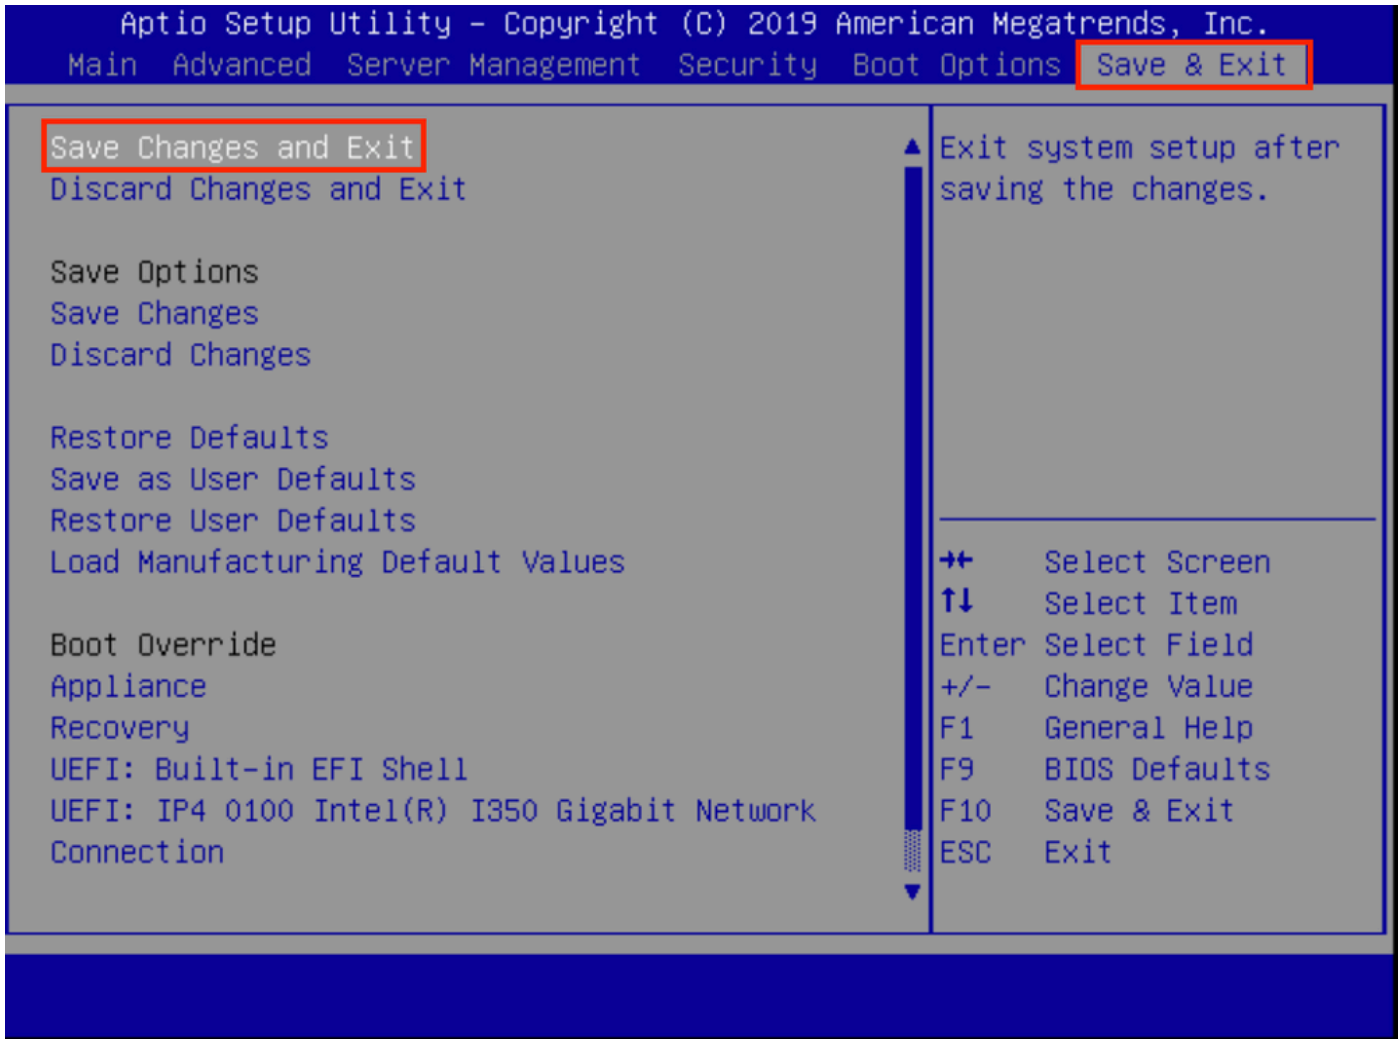 Aptio Setup Utility – Copyright (C) 2019 American Megatrends, Inc.
Main Advanced Server Management Security Boot Options Save & Exit
Save Changes and Exit
Discard Changes and Exit
Save Options
Save Changes
Discard Changes
Restore Defaults
Save as User Defaults
Restore User Defaults
Load Manufacturing Default Values
Boot Override
Appliance
Recovery
UEFI: Built-in EFI Shell
UEFI: IP4 0100 Intel(R) I350 Gigabit Network
Connection
Exit system setup after
saving the changes.
→← Select Screen
↑↓ Select Item
Enter Select Field
+/- Change Value
F1 General Help
F9 BIOS Defaults
F10 Save & Exit
ESC Exit